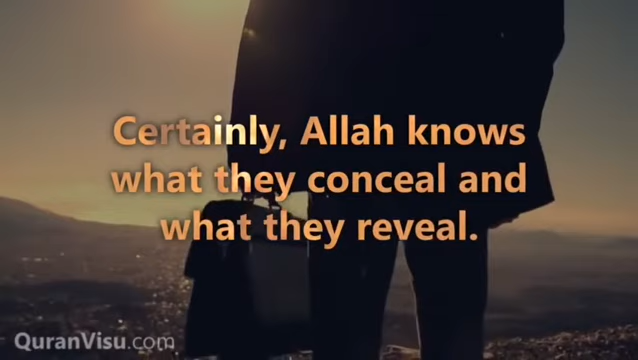 Certainly, Allah knows
what they conceal and
what they reveal.
QuranVisu.com